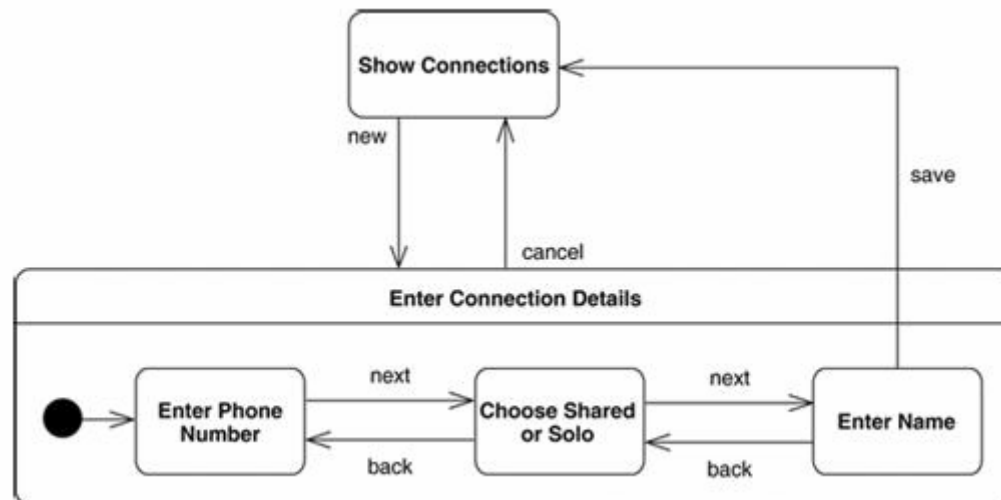 Show Connections
new
save
cancel
Enter Connection Details
next
next
Enter Phone
Number
Choose Shared
or Solo
Enter Name
back
back